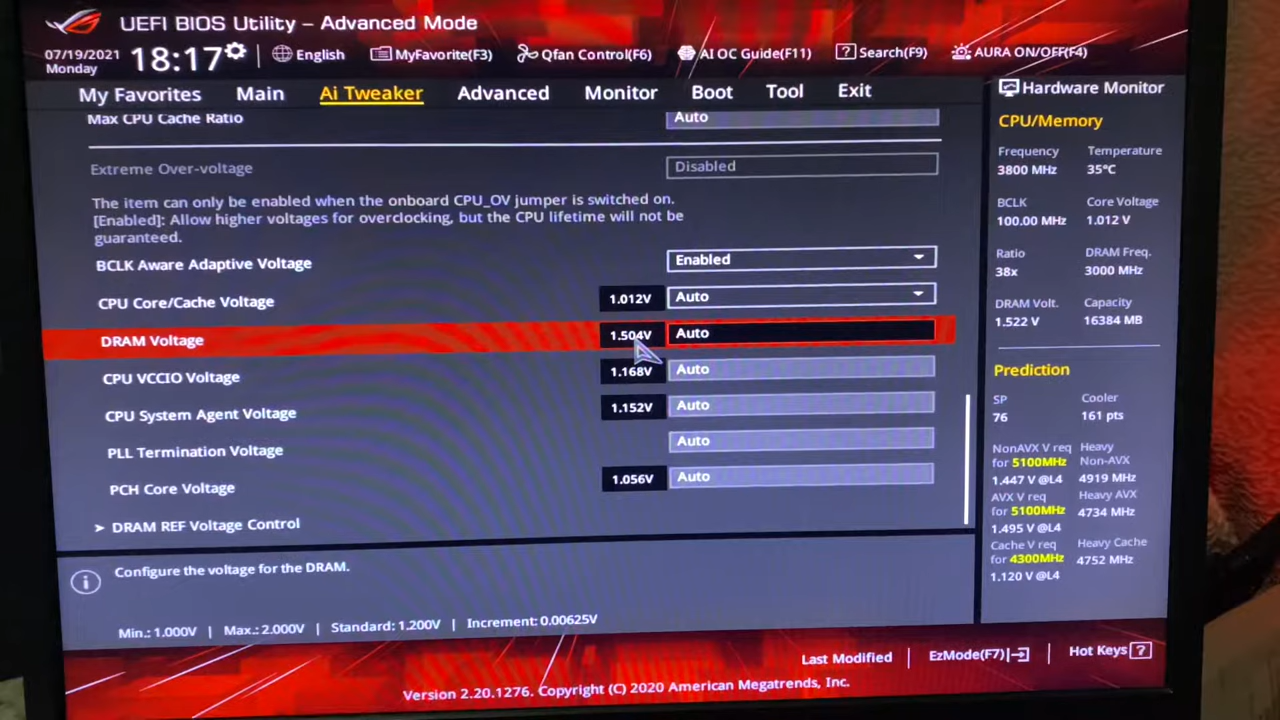 UEFI BIOS Utility – Advanced Mode
07/19/2021
Monday
18:17
English
MyFavorite(F3)
Qfan Control(F6)
AI OC Guide(F11)
Search(F9)
AURA ON/OFF(F4)
My Favorites
Main
Ai Tweaker
Advanced
Monitor
Boot
Tool
Exit
Max CPU Cache Ratio
Auto
Extreme Over-voltage
Disabled
The item can only be enabled when the onboard CPU_OV jumper is switched on.
[Enabled]: Allow higher voltages for overclocking, but the CPU lifetime will not be
guaranteed.
BCLK Aware Adaptive Voltage
Enabled
CPU Core/Cache Voltage
1.012V
Auto
DRAM Voltage
1.504V
Auto
CPU VCCIO Voltage
1.168V
Auto
CPU System Agent Voltage
1.152V
Auto
PLL Termination Voltage
Auto
PCH Core Voltage
1.056V
Auto
> DRAM REF Voltage Control
Configure the voltage for the DRAM.
Min.: 1.000V | Max.: 2.000V | Standard: 1.200V | Increment: 0.00625V
Hardware Monitor
CPU/Memory
Frequency Temperature
3800 MHz 35°C
BCLK Core Voltage
100.00 MHz 1.012 V
Ratio DRAM Freq.
38x 3000 MHz
DRAM Volt. Capacity
1.522 V 16384 MB
Prediction
SP Cooler
76 161 pts
NonAVX V req Heavy
for 5100MHz Non-AVX
1.447 V @L4 4919 MHz
AVX V req Heavy AVX
for 5100MHz 4734 MHz
1.495 V @L4
Cache V req Heavy Cache
for 4300MHz 4752 MHz
1.120 V @L4
Last Modified
EzMode(F7)
Hot Keys ?
Version 2.20.1276. Copyright (C) 2020 American Megatrends, Inc.